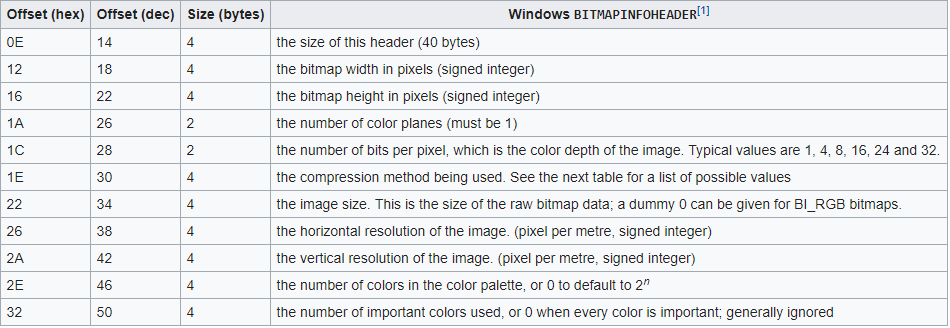 Offset (hex) Offset (dec) Size (bytes) Windows BITMAPINFOHEADER[1]
0E 14 4 the size of this header (40 bytes)
12 18 4 the bitmap width in pixels (signed integer)
16 22 4 the bitmap height in pixels (signed integer)
1A 26 2 the number of color planes (must be 1)
1C 28 2 the number of bits per pixel, which is the color depth of the image. Typical values are 1, 4, 8, 16, 24 and 32.
1E 30 4 the compression method being used. See the next table for a list of possible values
22 34 4 the image size. This is the size of the raw bitmap data; a dummy 0 can be given for BI_RGB bitmaps.
26 38 4 the horizontal resolution of the image. (pixel per metre, signed integer)
2A 42 4 the vertical resolution of the image. (pixel per metre, signed integer)
2E 46 4 the number of colors in the color palette, or 0 to default to 2ⁿ
32 50 4 the number of important colors used, or 0 when every color is important; generally ignored